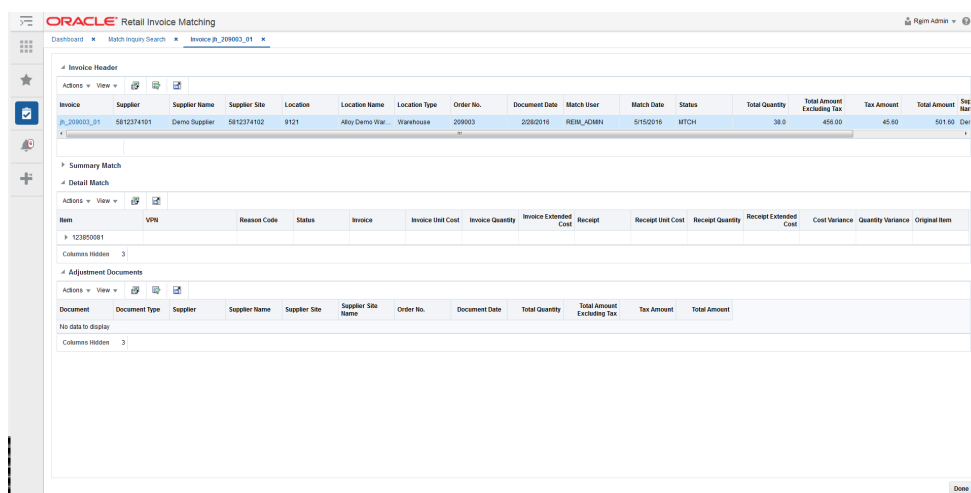 ORACLE® Retail Invoice Matching
Reim Admin
Dashboard × Match Inquiry Search × Invoice jh_209003_01 ×
Invoice Header
Actions View
Invoice Supplier Supplier Name Supplier Site Location Location Name Location Type Order No. Document Date Match User Match Date Status Total Quantity Total Amount Excluding Tax Tax Amount Total Amount Sup Nar
jh_209003_01 5812374101 Demo Supplier 5812374102 9121 Alloy Demo War... Warehouse 209003 2/28/2016 REIM_ADMIN 5/15/2016 MTCH 38.0 456.00 45.60 501.60 Der
Summary Match
Detail Match
Actions View
Item VPN Reason Code Status Invoice Invoice Unit Cost Invoice Quantity Invoice Extended Cost Receipt Receipt Unit Cost Receipt Quantity Receipt Extended Cost Cost Variance Quantity Variance Original Item
123850081
Columns Hidden 3
Adjustment Documents
Actions View
Document Document Type Supplier Supplier Name Supplier Site Supplier Site Name Order No. Document Date Total Quantity Total Amount Excluding Tax Tax Amount Total Amount
No data to display
Columns Hidden 3
Done